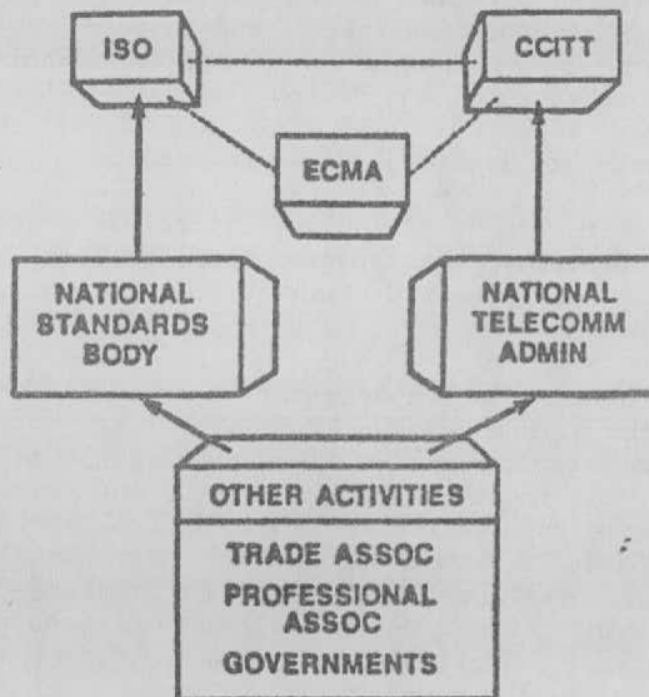 ISO
CCITT
ECMA
NATIONAL
STANDARDS
BODY
NATIONAL
TELECOMM
ADMIN
OTHER ACTIVITIES
TRADE ASSOC
PROFESSIONAL
ASSOC
GOVERNMENTS